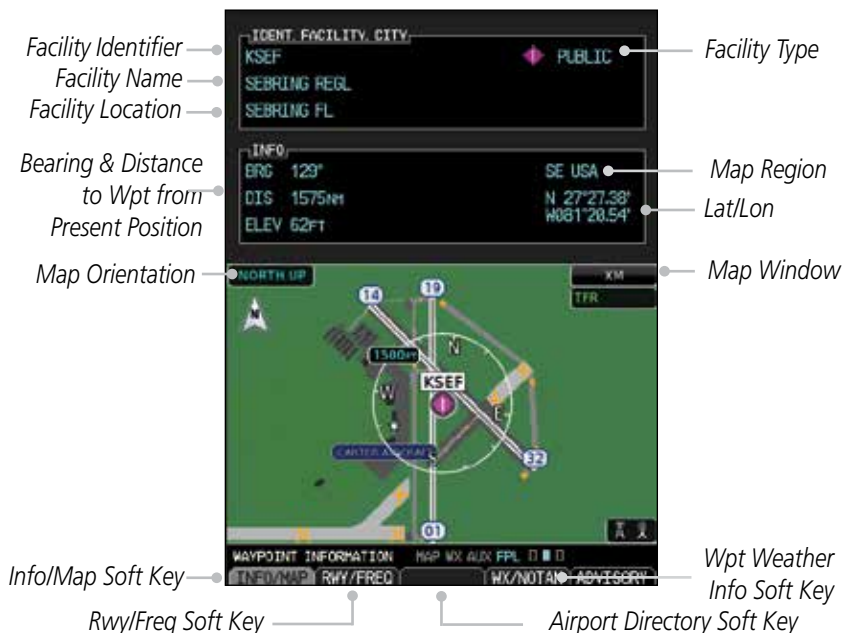 Facility Identifier
Facility Name
Facility Location
Bearing & Distance
to Wpt from
Present Position
Map Orientation
Info/Map Soft Key
Rwy/Freq Soft Key
Facility Type
Map Region
Lat/Lon
Map Window
Wpt Weather
Info Soft Key
Airport Directory Soft Key
IDENT, FACILITY, CITY
KSEF
PUBLIC
SEBRING REGL
SEBRING FL
INFO
BRG 129°
SE USA
DIS 1575NM
N 27°27.38'
W081°20.54'
ELEV 62FT
NORTH UP
KM
TFR
N
14
19
1500FT
N
KSEF
W
E
S
CARTER AIRCRAFT
32
01
WAYPOINT INFORMATION MAP WX AUX FPL
INFO/MAP
RWY/FREQ
WX/NOTAM
ADVISORY